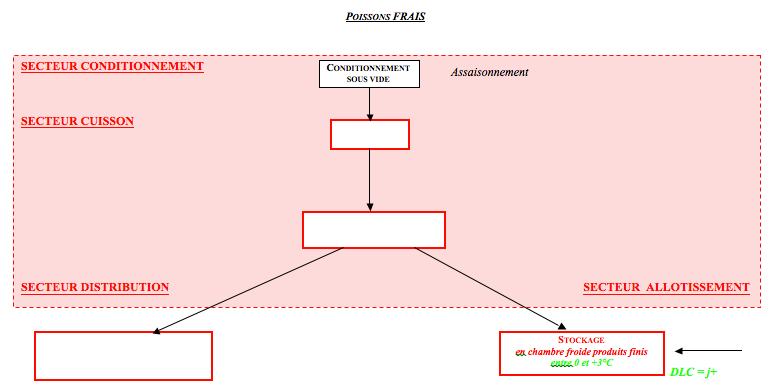 POISSONS FRAIS
SECTEUR CONDITIONNEMENT
CONDITIONNEMENT
SOUS VIDE
Assaisonnement
SECTEUR CUISSON
SECTEUR DISTRIBUTION
SECTEUR ALLOTISSEMENT
STOCKAGE
en chambre froide produits finis
entre 0 et +3°C
DLC = j+